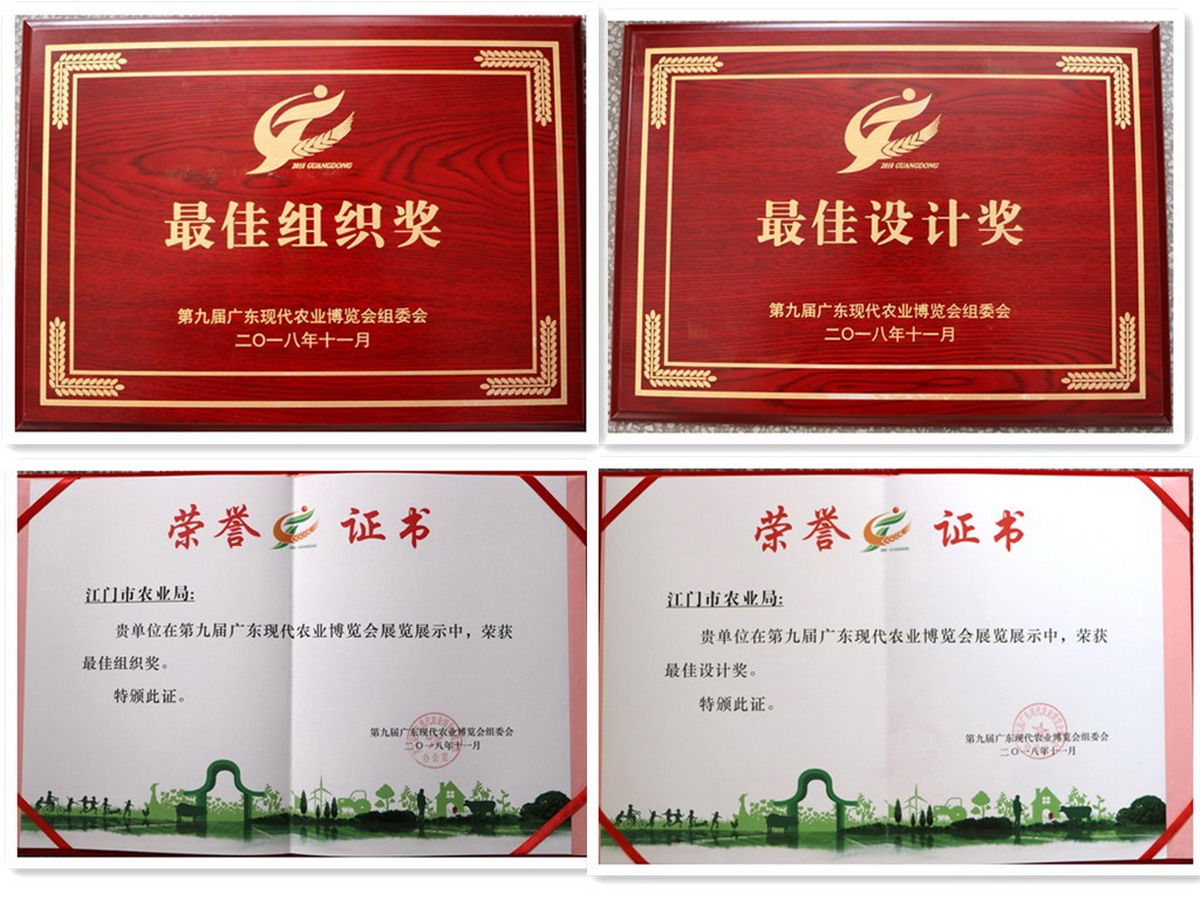 2018 GUANGDONG
最佳组织奖
第九届广东现代农业博览会组委会
二〇一八年十一月
2018 GUANGDONG
最佳设计奖
第九届广东现代农业博览会组委会
二〇一八年十一月
荣誉 证书
江门市农业局:
贵单位在第九届广东现代农业博览会展览展示中，荣获
最佳组织奖。
特颁此证。
第九届广东现代农业博览会组委会
二〇一八年十一月
办公室
荣誉 证书
江门市农业局:
贵单位在第九届广东现代农业博览会展览展示中，荣获
最佳设计奖。
特颁此证。
第九届广东现代农业博览会组委会
二〇一八年十一月